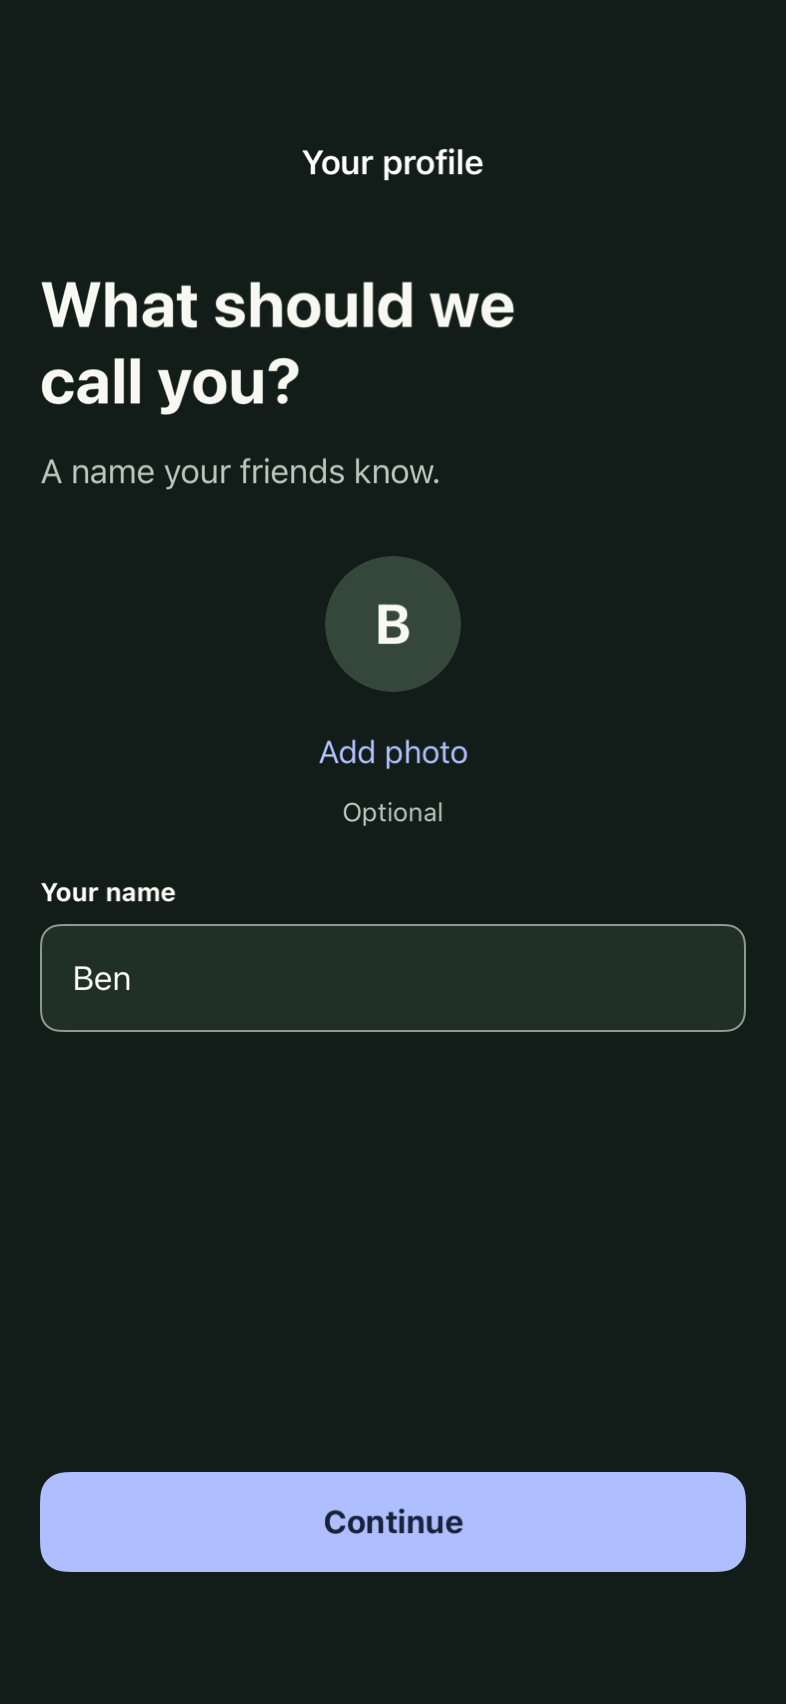 Your profile
What should we
call you?
A name your friends know.
B
Add photo
Optional
Your name
Ben
Continue